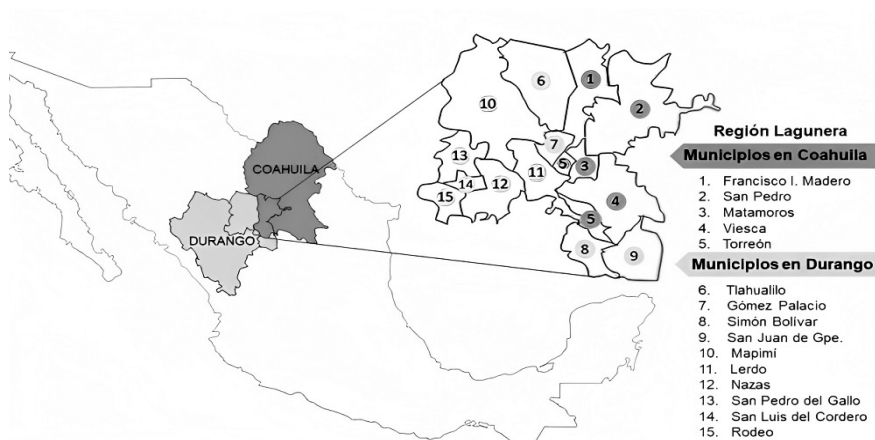 COAHUILA
DURANGO
1
2
3
4
5
5
6
7
8
9
10
11
12
13
14
15
Región Lagunera
Municipios en Coahuila
1. Francisco I. Madero
2. San Pedro
3. Matamoros
4. Viesca
5. Torreón
Municipios en Durango
6. Tlahualilo
7. Gómez Palacio
8. Simón Bolívar
9. San Juan de Gpe.
10. Mapimí
11. Lerdo
12. Nazas
13. San Pedro del Gallo
14. San Luis del Cordero
15. Rodeo